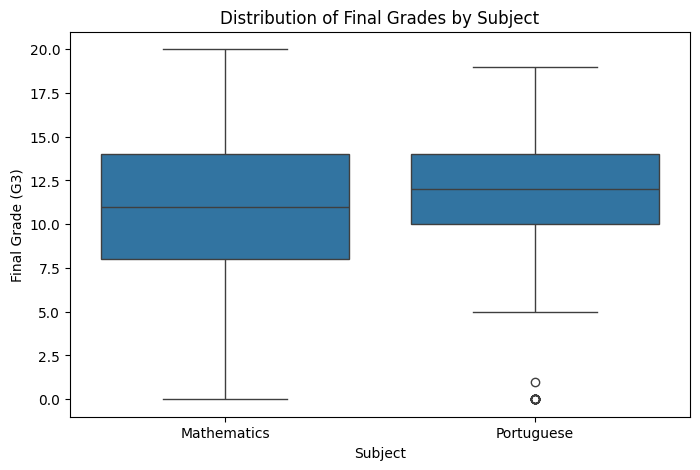 Distribution of Final Grades by Subject
Final Grade (G3)
20.0
17.5
15.0
12.5
10.0
7.5
5.0
2.5
0.0
Mathematics
Portuguese
Subject